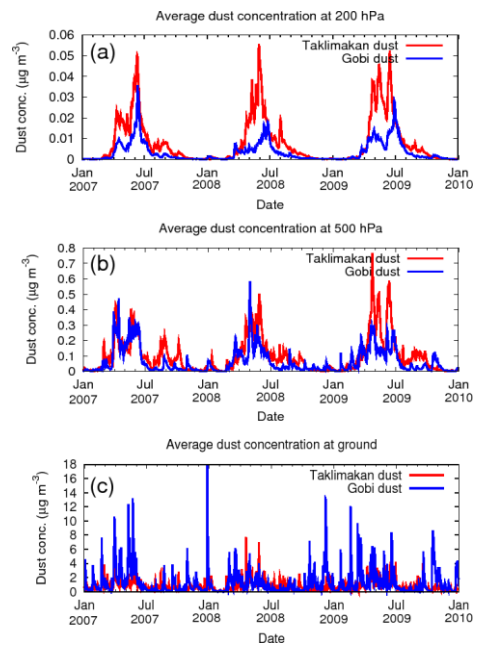 Average dust concentration at 200 hPa
0.06
(a)
Taklimakan dust
Gobi dust
0.05
0.04
0.03
0.02
0.01
0
Dust conc. (µg m⁻³)
Jan Jul Jan Jul Jan Jul Jan
2007 2007 2008 2008 2009 2009 2010
Date
Average dust concentration at 500 hPa
0.8
(b)
Taklimakan dust
Gobi dust
0.7
0.6
0.5
0.4
0.3
0.2
0.1
0
Dust conc. (µg m⁻³)
Jan Jul Jan Jul Jan Jul Jan
2007 2007 2008 2008 2009 2009 2010
Date
Average dust concentration at ground
18
(c)
Taklimakan dust
Gobi dust
16
14
12
10
8
6
4
2
0
Dust conc. (µg m⁻³)
Jan Jul Jan Jul Jan Jul Jan
2007 2007 2008 2008 2009 2009 2010
Date